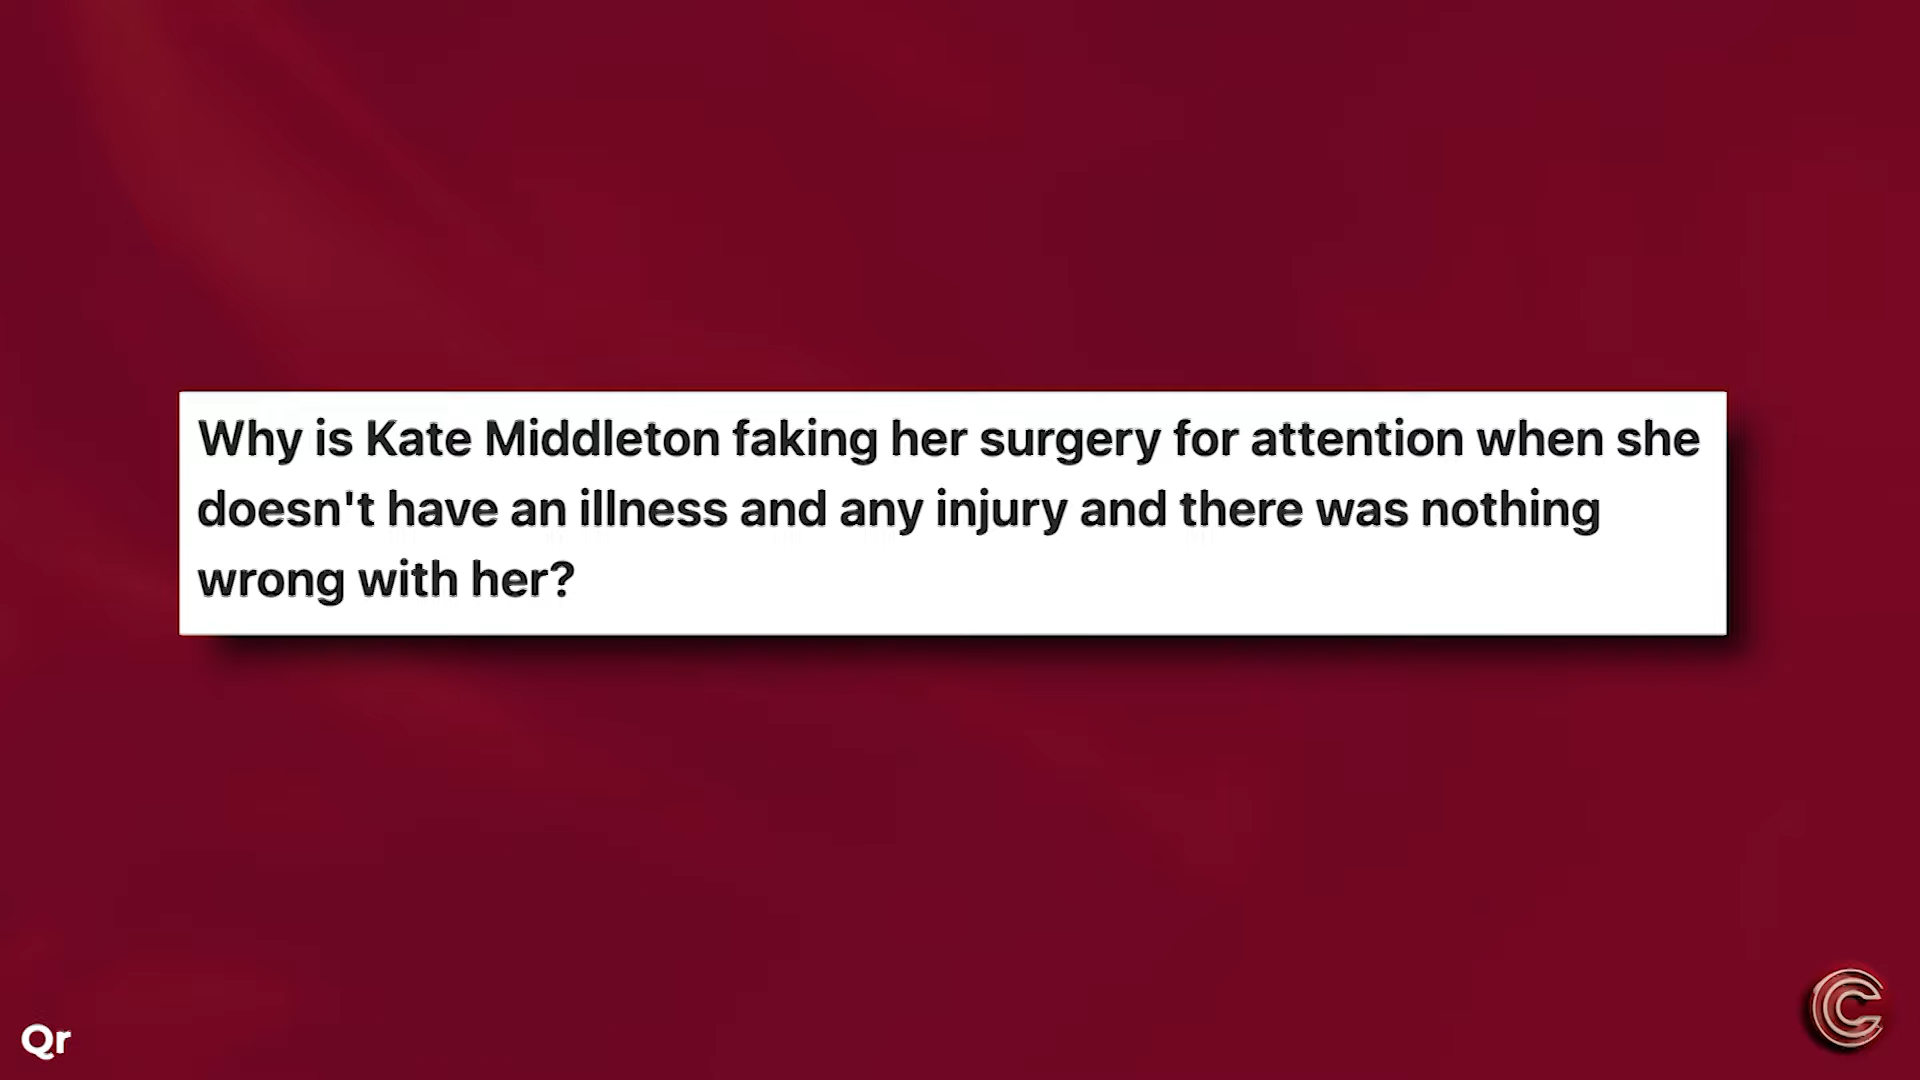 Why is Kate Middleton faking her surgery for attention when she
doesn't have an illness and any injury and there was nothing
wrong with her?
Qr
C